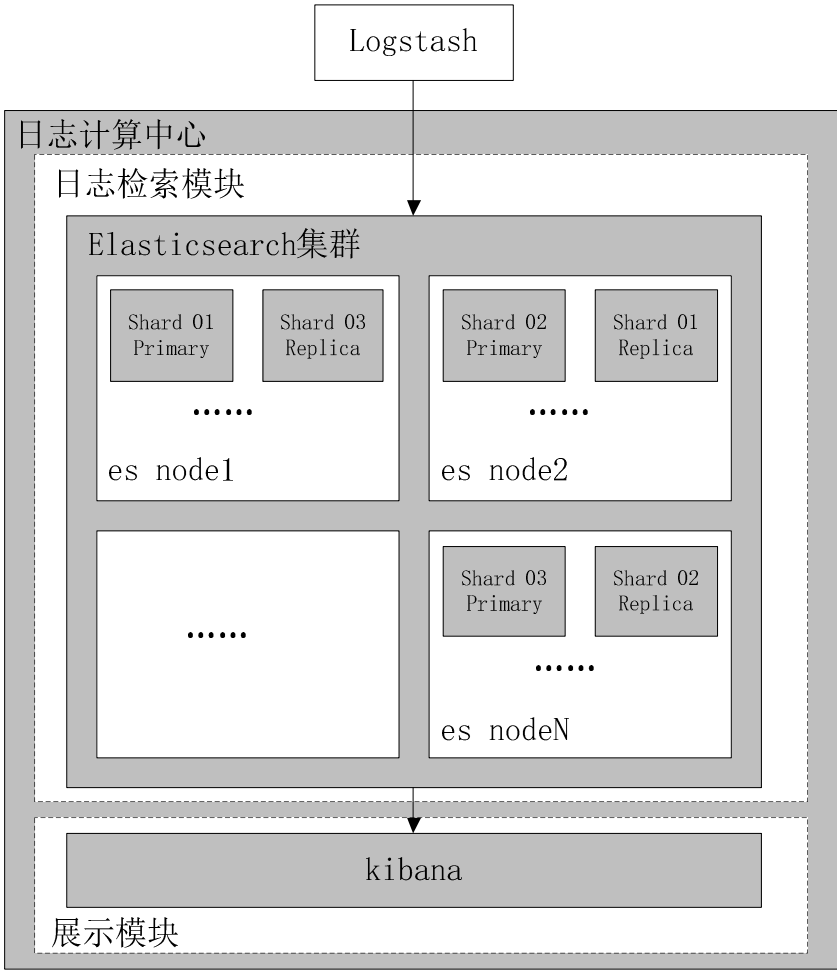 Logstash
日志计算中心
日志检索模块
Elasticsearch集群
Shard 01
Primary
Shard 03
Replica
……
es node1
Shard 02
Primary
Shard 01
Replica
……
es node2
……
Shard 03
Primary
Shard 02
Replica
……
es nodeN
kibana
展示模块